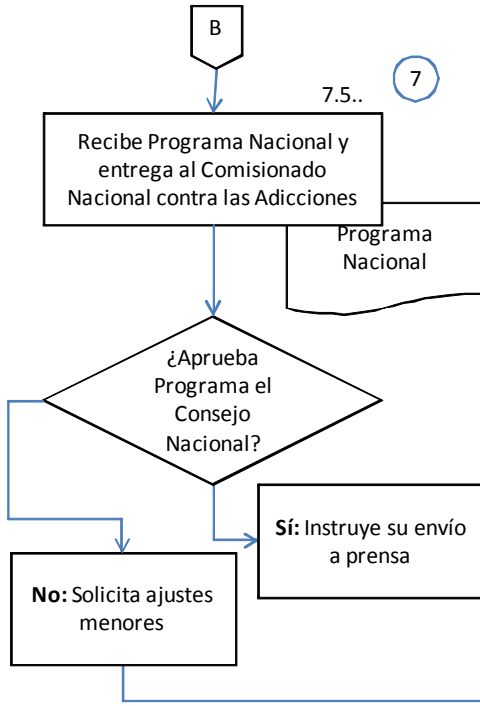 B
7
7.5..
Recibe Programa Nacional y
entrega al Comisionado
Nacional contra las Adicciones
Programa
Nacional
¿Aprueba
Programa el
Consejo
Nacional?
Sí: Instruye su envío
a prensa
No: Solicita ajustes
menores